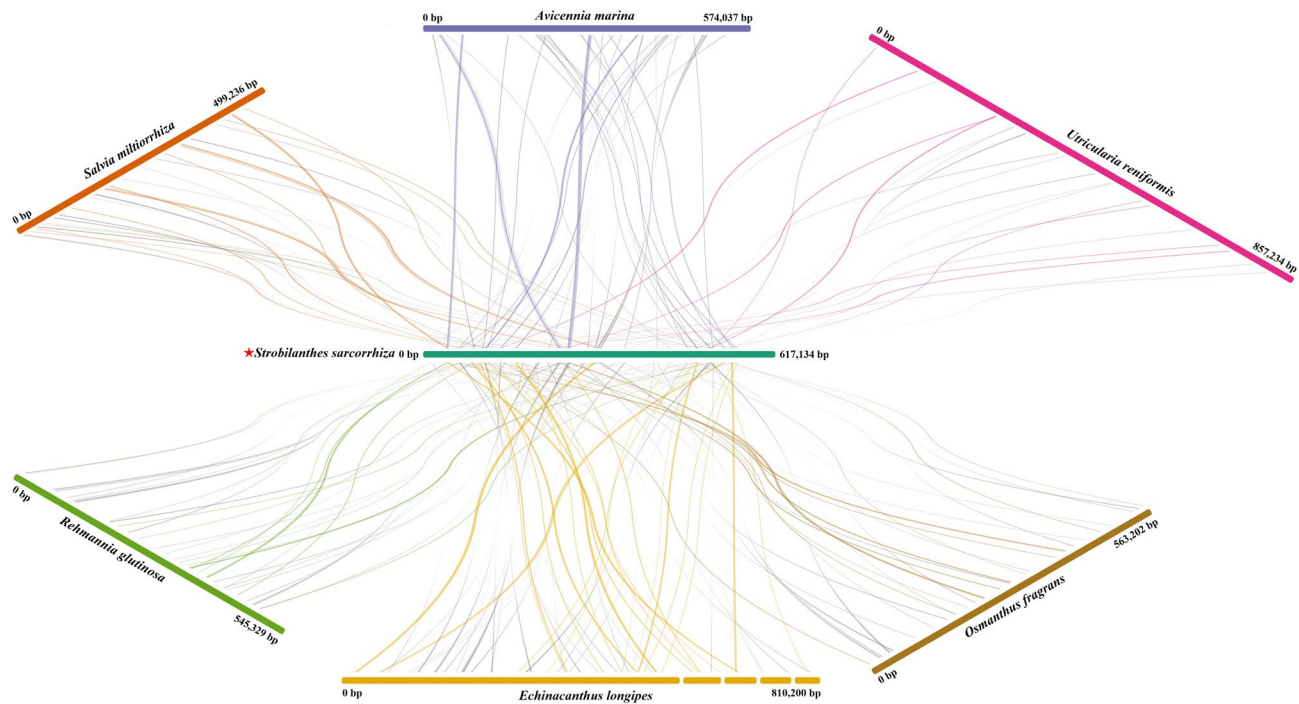 Avicennia marina
0 bp
574,037 bp
0 bp
Utricularia reniformis
857,234 bp
499,236 bp
Salvia miltiorrhiza
0 bp
★Strobilanthes sarcorrhiza 0 bp
617,134 bp
0 bp
Rehmannia glutinosa
545,329 bp
563,202 bp
Osmanthus fragrans
0 bp
0 bp
Echinacanthus longipes
810,200 bp